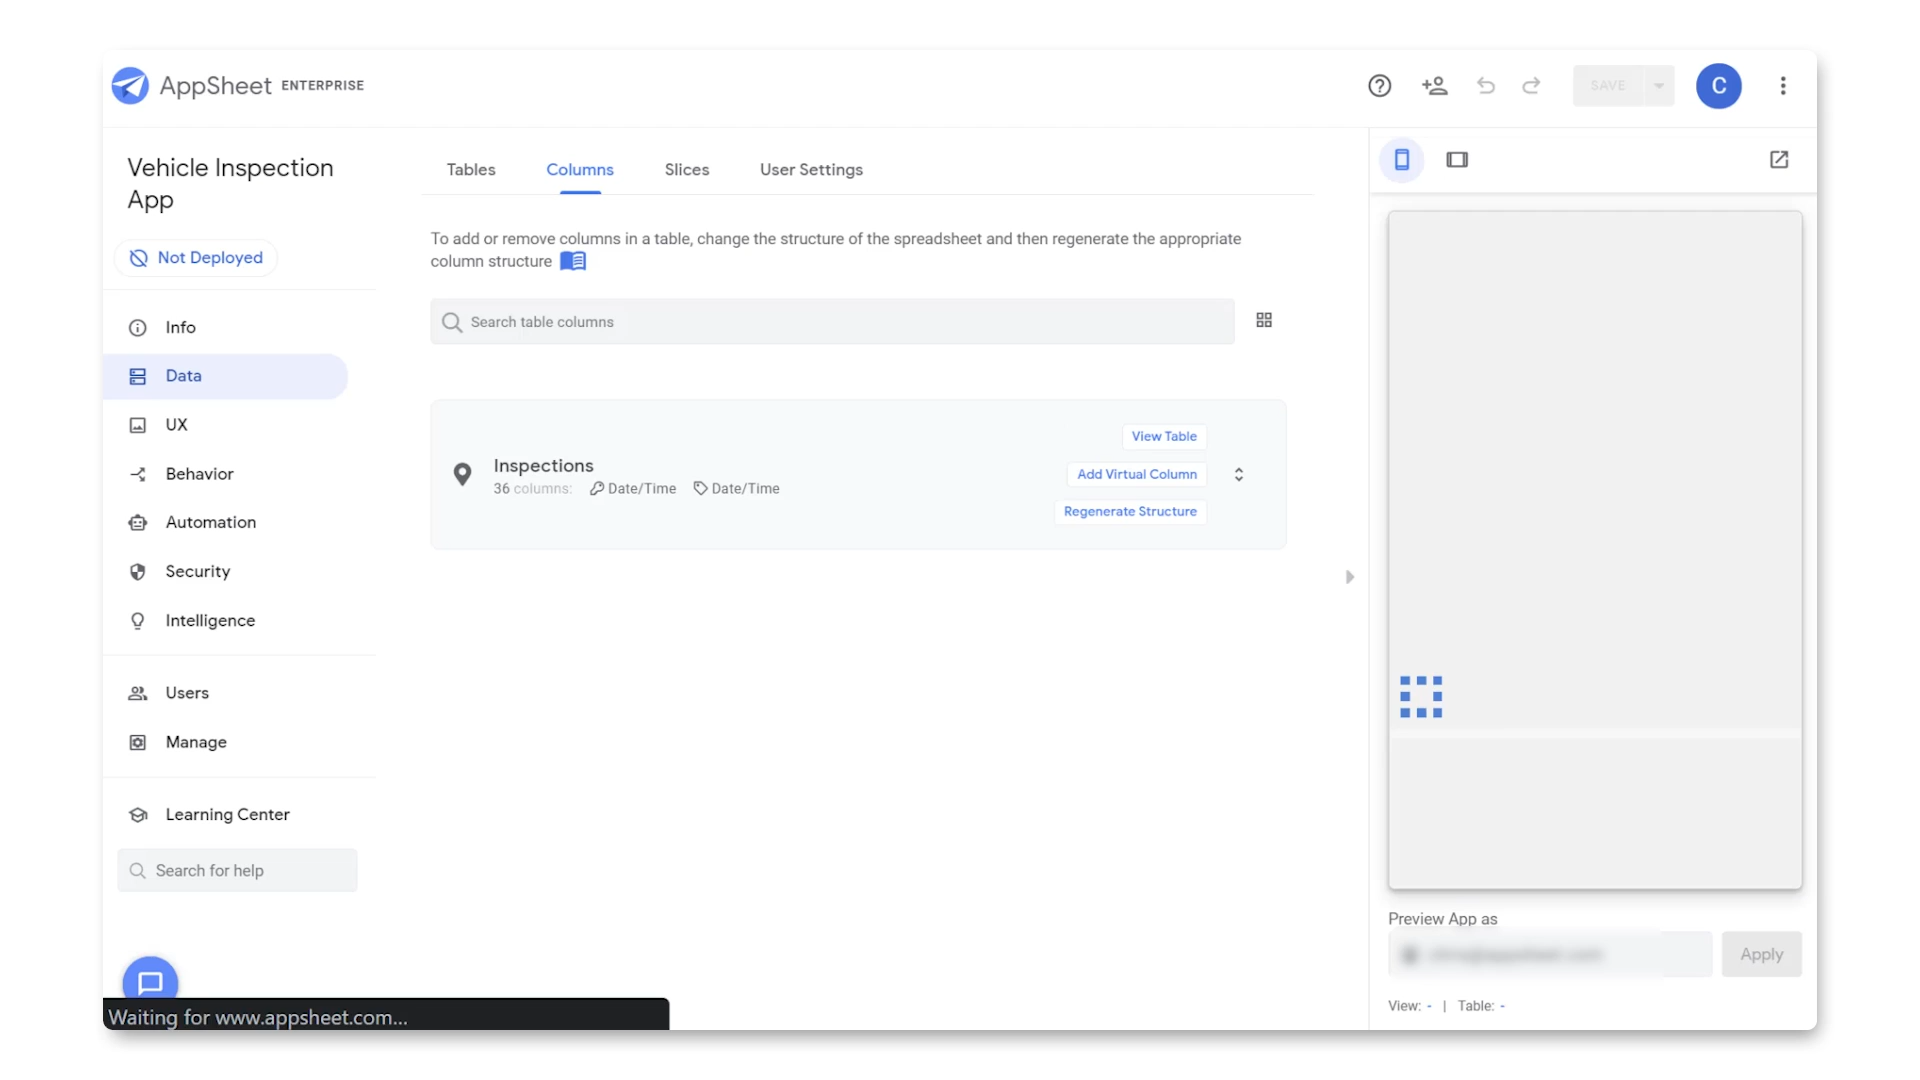 AppSheet ENTERPRISE
SAVE
C
Vehicle Inspection
App
Not Deployed
Info
Data
UX
Behavior
Automation
Security
Intelligence
Users
Manage
Learning Center
Search for help
Waiting for www.appsheet.com...
Tables
Columns
Slices
User Settings
To add or remove columns in a table, change the structure of the spreadsheet and then regenerate the appropriate
column structure
Search table columns
Inspections
36 columns: Date/Time Date/Time
View Table
Add Virtual Column
Regenerate Structure
Preview App as
Apply
View: - | Table: -